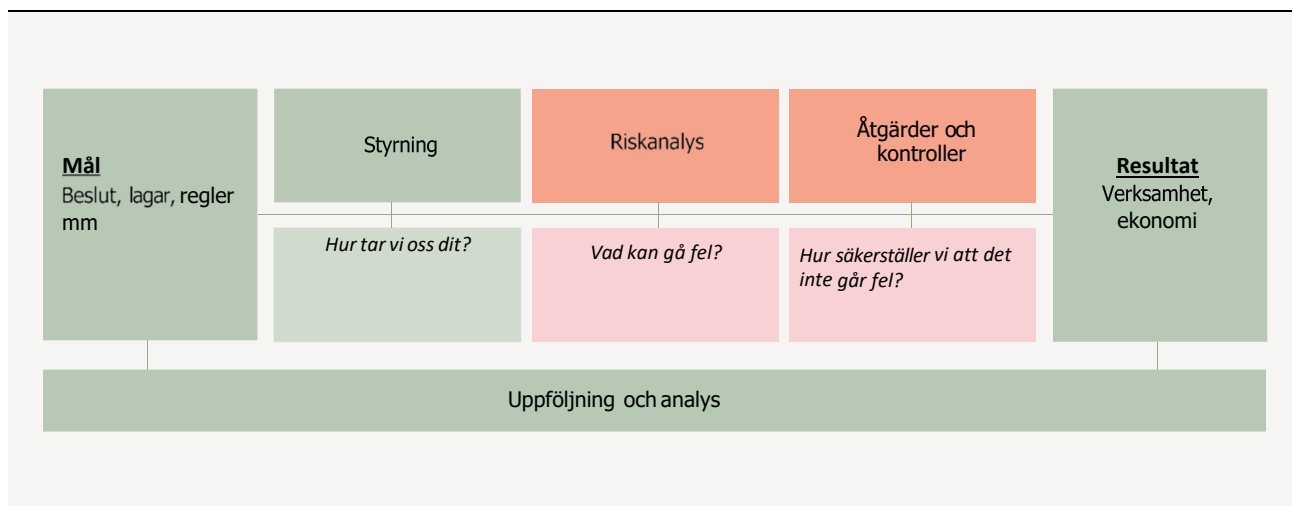 Mål
Beslut, lagar, regler
mm
Styrning
Hur tar vi oss dit?
Riskanalys
Vad kan gå fel?
Åtgärder och
kontroller
Hur säkerställer vi att det
inte går fel?
Resultat
Verksamhet,
ekonomi
Uppföljning och analys